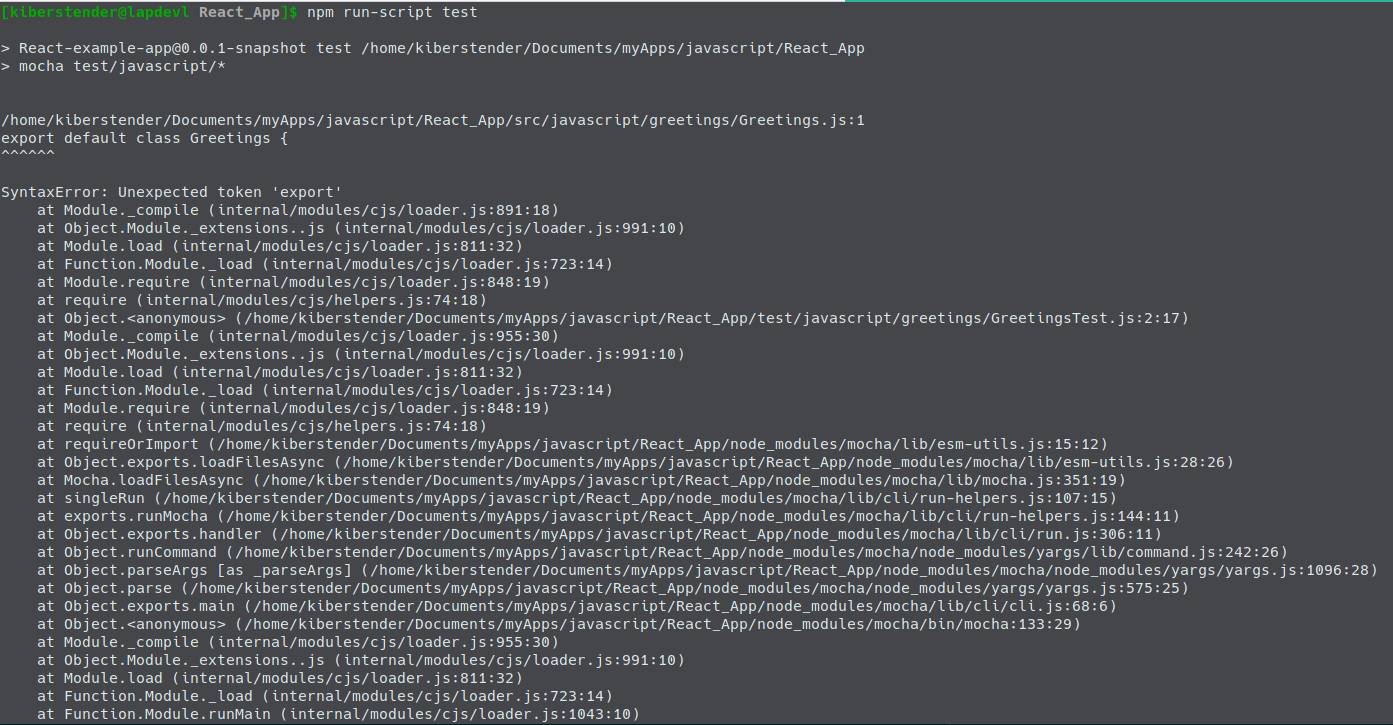 [kiberstender@lapdevl React_App]$ npm run-script test
> React-example-app@0.0.1-snapshot test /home/kiberstender/Documents/myApps/javascript/React_App
> mocha test/javascript/*
/home/kiberstender/Documents/myApps/javascript/React_App/src/javascript/greetings/Greetings.js:1
export default class Greetings {
^^^^^^
SyntaxError: Unexpected token 'export'
    at Module._compile (internal/modules/cjs/loader.js:891:18)
    at Object.Module._extensions..js (internal/modules/cjs/loader.js:991:10)
    at Module.load (internal/modules/cjs/loader.js:811:32)
    at Function.Module._load (internal/modules/cjs/loader.js:723:14)
    at Module.require (internal/modules/cjs/loader.js:848:19)
    at require (internal/modules/cjs/helpers.js:74:18)
    at Object.<anonymous> (/home/kiberstender/Documents/myApps/javascript/React_App/test/javascript/greetings/GreetingsTest.js:2:17)
    at Module._compile (internal/modules/cjs/loader.js:955:30)
    at Object.Module._extensions..js (internal/modules/cjs/loader.js:991:10)
    at Module.load (internal/modules/cjs/loader.js:811:32)
    at Function.Module._load (internal/modules/cjs/loader.js:723:14)
    at Module.require (internal/modules/cjs/loader.js:848:19)
    at require (internal/modules/cjs/helpers.js:74:18)
    at requireOrImport (/home/kiberstender/Documents/myApps/javascript/React_App/node_modules/mocha/lib/esm-utils.js:15:12)
    at Object.exports.loadFilesAsync (/home/kiberstender/Documents/myApps/javascript/React_App/node_modules/mocha/lib/esm-utils.js:28:26)
    at Mocha.loadFilesAsync (/home/kiberstender/Documents/myApps/javascript/React_App/node_modules/mocha/lib/mocha.js:351:19)
    at singleRun (/home/kiberstender/Documents/myApps/javascript/React_App/node_modules/mocha/lib/cli/run-helpers.js:107:15)
    at exports.runMocha (/home/kiberstender/Documents/myApps/javascript/React_App/node_modules/mocha/lib/cli/run-helpers.js:144:11)
    at Object.exports.handler (/home/kiberstender/Documents/myApps/javascript/React_App/node_modules/mocha/lib/cli/run.js:306:11)
    at Object.runCommand (/home/kiberstender/Documents/myApps/javascript/React_App/node_modules/mocha/node_modules/yargs/lib/command.js:242:26)
    at Object.parseArgs [as _parseArgs] (/home/kiberstender/Documents/myApps/javascript/React_App/node_modules/mocha/node_modules/yargs/yargs.js:1096:28)
    at Object.parse (/home/kiberstender/Documents/myApps/javascript/React_App/node_modules/mocha/node_modules/yargs/yargs.js:575:25)
    at Object.exports.main (/home/kiberstender/Documents/myApps/javascript/React_App/node_modules/mocha/lib/cli/cli.js:68:6)
    at Object.<anonymous> (/home/kiberstender/Documents/myApps/javascript/React_App/node_modules/mocha/bin/mocha:133:29)
    at Module._compile (internal/modules/cjs/loader.js:955:30)
    at Object.Module._extensions..js (internal/modules/cjs/loader.js:991:10)
    at Module.load (internal/modules/cjs/loader.js:811:32)
    at Function.Module._load (internal/modules/cjs/loader.js:723:14)
    at Function.Module.runMain (internal/modules/cjs/loader.js:1043:10)